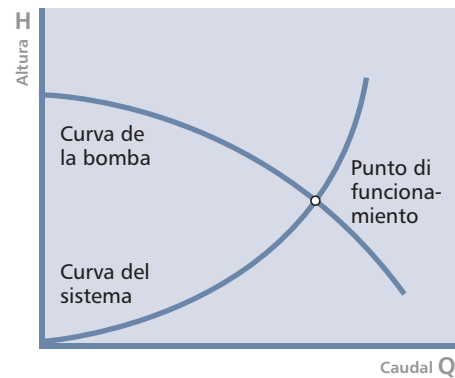 H
Altura
Curva de
la bomba
Punto di
funciona-
miento
Curva del
sistema
Caudal Q